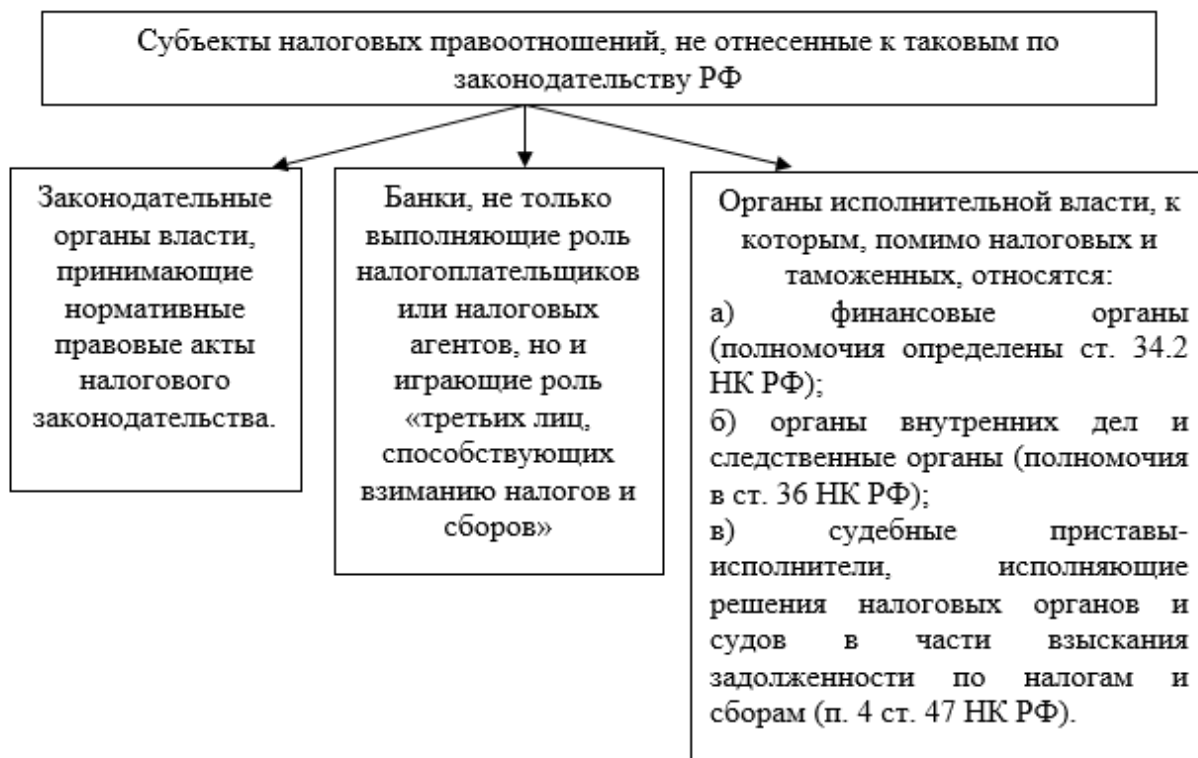 Субъекты налоговых правоотношений, не отнесенные к таковым по
законодательству РФ
Законодательные
органы власти,
принимающие
нормативные
правовые акты
налогового
законодательства.
Банки, не только
выполняющие роль
налогоплательщиков
или налоговых
агентов, но и
играющие роль
«третьих лиц,
способствующих
взиманию налогов и
сборов»
Органы исполнительной власти, к
которым, помимо налоговых и
таможенных, относятся:
а) финансовые органы
(полномочия определены ст. 34.2
НК РФ);
б) органы внутренних дел и
следственные органы (полномочия
в ст. 36 НК РФ);
в) судебные приставы-
исполнители, исполняющие
решения налоговых органов и
судов в части взыскания
задолженности по налогам и
сборам (п. 4 ст. 47 НК РФ).